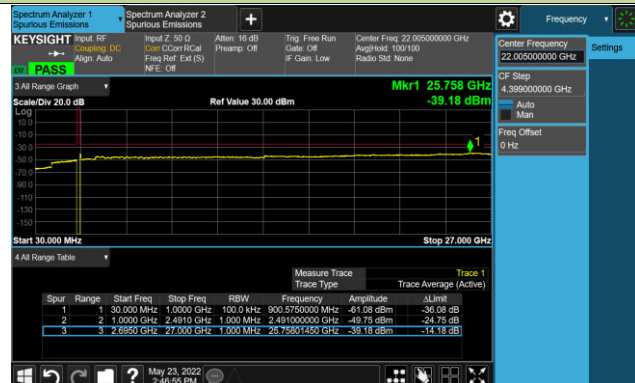 Spectrum Analyzer 1
Spurious Emissions
Spectrum Analyzer 2
Spurious Emissions
+
Frequency
KEYSIGHT
Input: RF
Coupling: DC
Align: Auto
Input Z: 50 Ω
Corr CCorr RCal
Freq Ref: Ext (S)
NFE: Off
Atten: 16 dB
Preamp: Off
Trig: Free Run
Gate: Off
IF Gain: Low
Center Freq: 22.005000000 GHz
Avg|Hold: 100/100
Radio Std: None
PASS
Center Frequency
22.005000000 GHz
Settings
CF Step
4.399000000 GHz
Auto
Man
Freq Offset
0 Hz
3 All Range Graph
Mkr1 25.758 GHz
Scale/Div 20.0 dB
Ref Value 30.00 dBm
-39.18 dBm
Log
10.0
-10.0
-30.0
-50.0
-70.0
-90.0
-110
-130
-150
1
Start 30.000 MHz
Stop 27.000 GHz
4 All Range Table
Measure Trace Trace 1
Trace Type Trace Average (Active)
Spur Range Start Freq Stop Freq RBW Frequency Amplitude ΔLimit
1 1 30.000 MHz 1.0000 GHz 100.0 kHz 900.5750000 MHz -61.08 dBm -36.08 dB
2 2 1.0000 GHz 2.4910 GHz 1.000 MHz 2.491000000 GHz -49.75 dBm -24.75 dB
3 3 2.6950 GHz 27.000 GHz 1.000 MHz 25.75801450 GHz -39.18 dBm -14.18 dB
?
May 23, 2022
2:46:55 PM